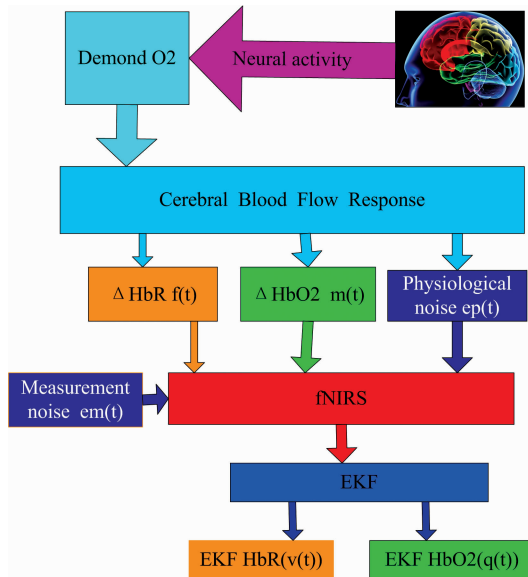 Demond O2
Neural activity
Cerebral Blood Flow Response
Δ HbR f(t)
Δ HbO2 m(t)
Physiological
noise ep(t)
Measurement
noise em(t)
fNIRS
EKF
EKF HbR(v(t))
EKF HbO2(q(t))